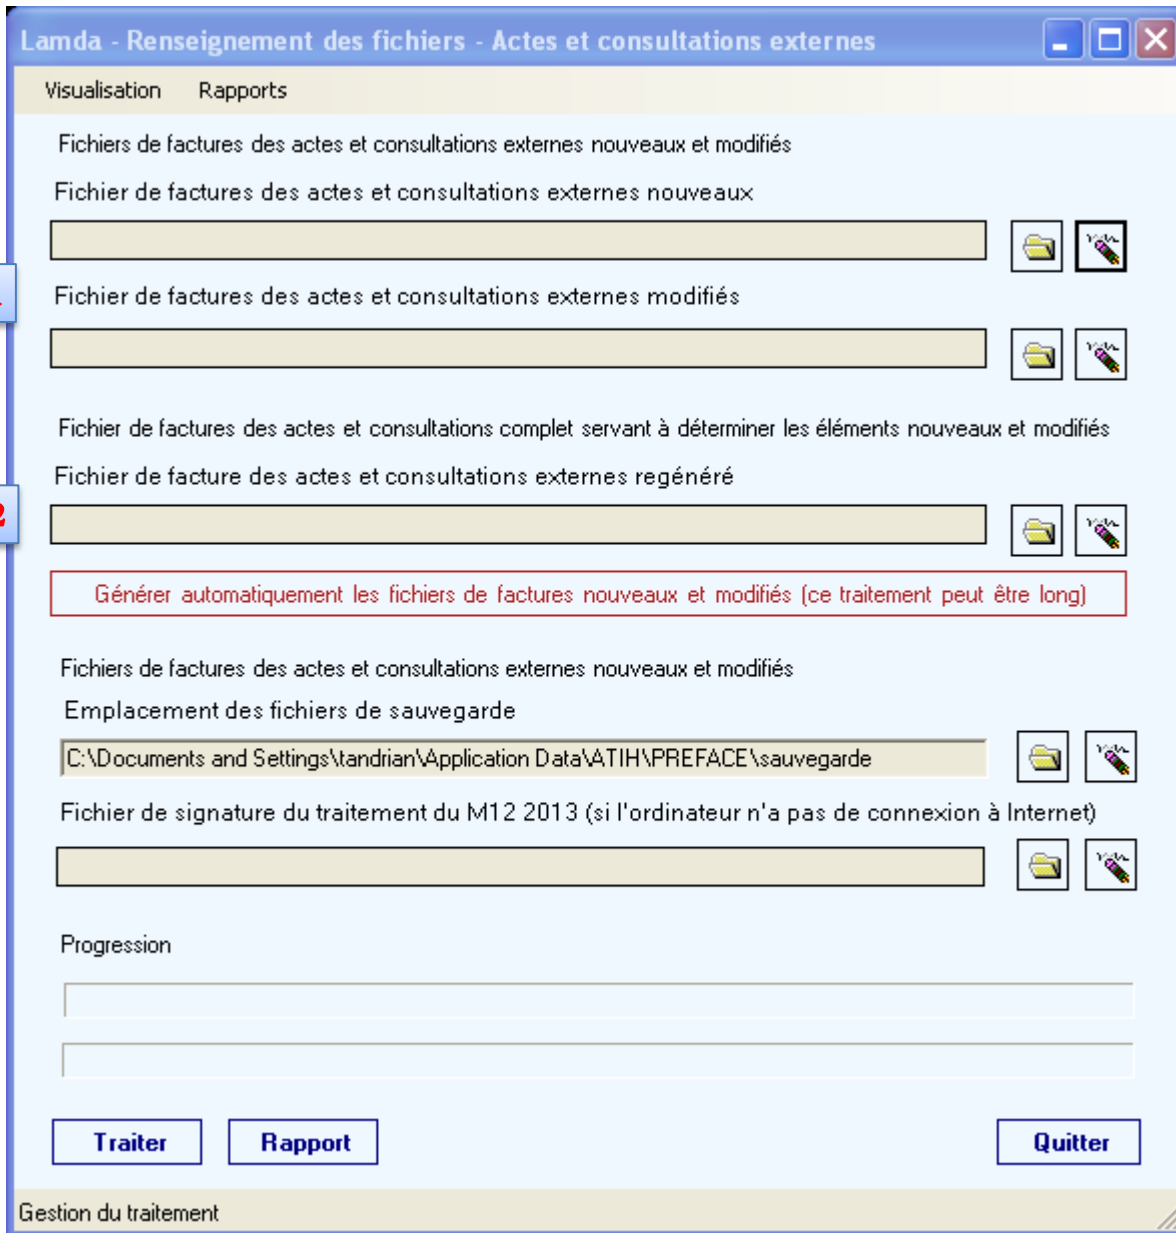 Lamda - Renseignement des fichiers - Actes et consultations externes
Visualisation Rapports
Fichiers de factures des actes et consultations externes nouveaux et modifiés
Fichier de factures des actes et consultations externes nouveaux
Fichier de factures des actes et consultations externes modifiés
Fichier de factures des actes et consultations complet servant à déterminer les éléments nouveaux et modifiés
Fichier de facture des actes et consultations externes regénéré
2
Générer automatiquement les fichiers de factures nouveaux et modifiés (ce traitement peut être long)
Fichiers de factures des actes et consultations externes nouveaux et modifiés
Emplacement des fichiers de sauvegarde
C:\Documents and Settings\tandrian\Application Data\ATIH\PREFACE\sauvegarde
Fichier de signature du traitement du M12 2013 (si l'ordinateur n'a pas de connexion à Internet)
Progression
Traiter Rapport Quitter
Gestion du traitement